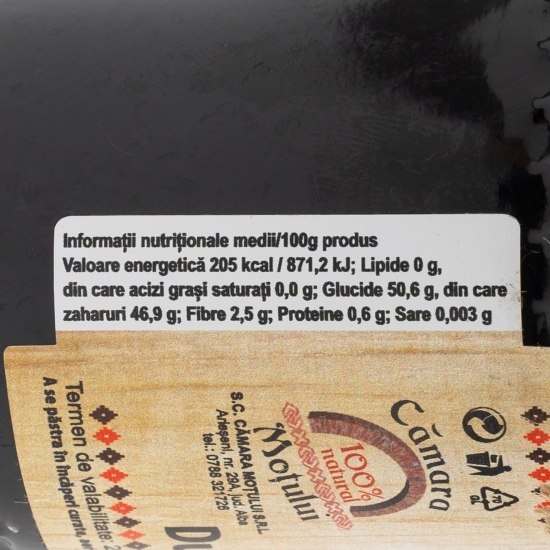 Informații nutriționale medii/100g produs
Valoare energetică 205 kcal / 871,2 kJ; Lipide 0 g,
din care acizi grași saturați 0,0 g; Glucide 50,6 g, din care
zaharuri 46,9 g; Fibre 2,5 g; Proteine 0,6 g; Sare 0,003 g
Cămara
100%
natural
Moțului
S.C. CĂMARA MOȚULUI S.R.L.
Arieșeni, nr. 29A, jud. Alba
tel.: 0786 321726
Termen de valabilitate: 2
A se păstra în încăperi curate,